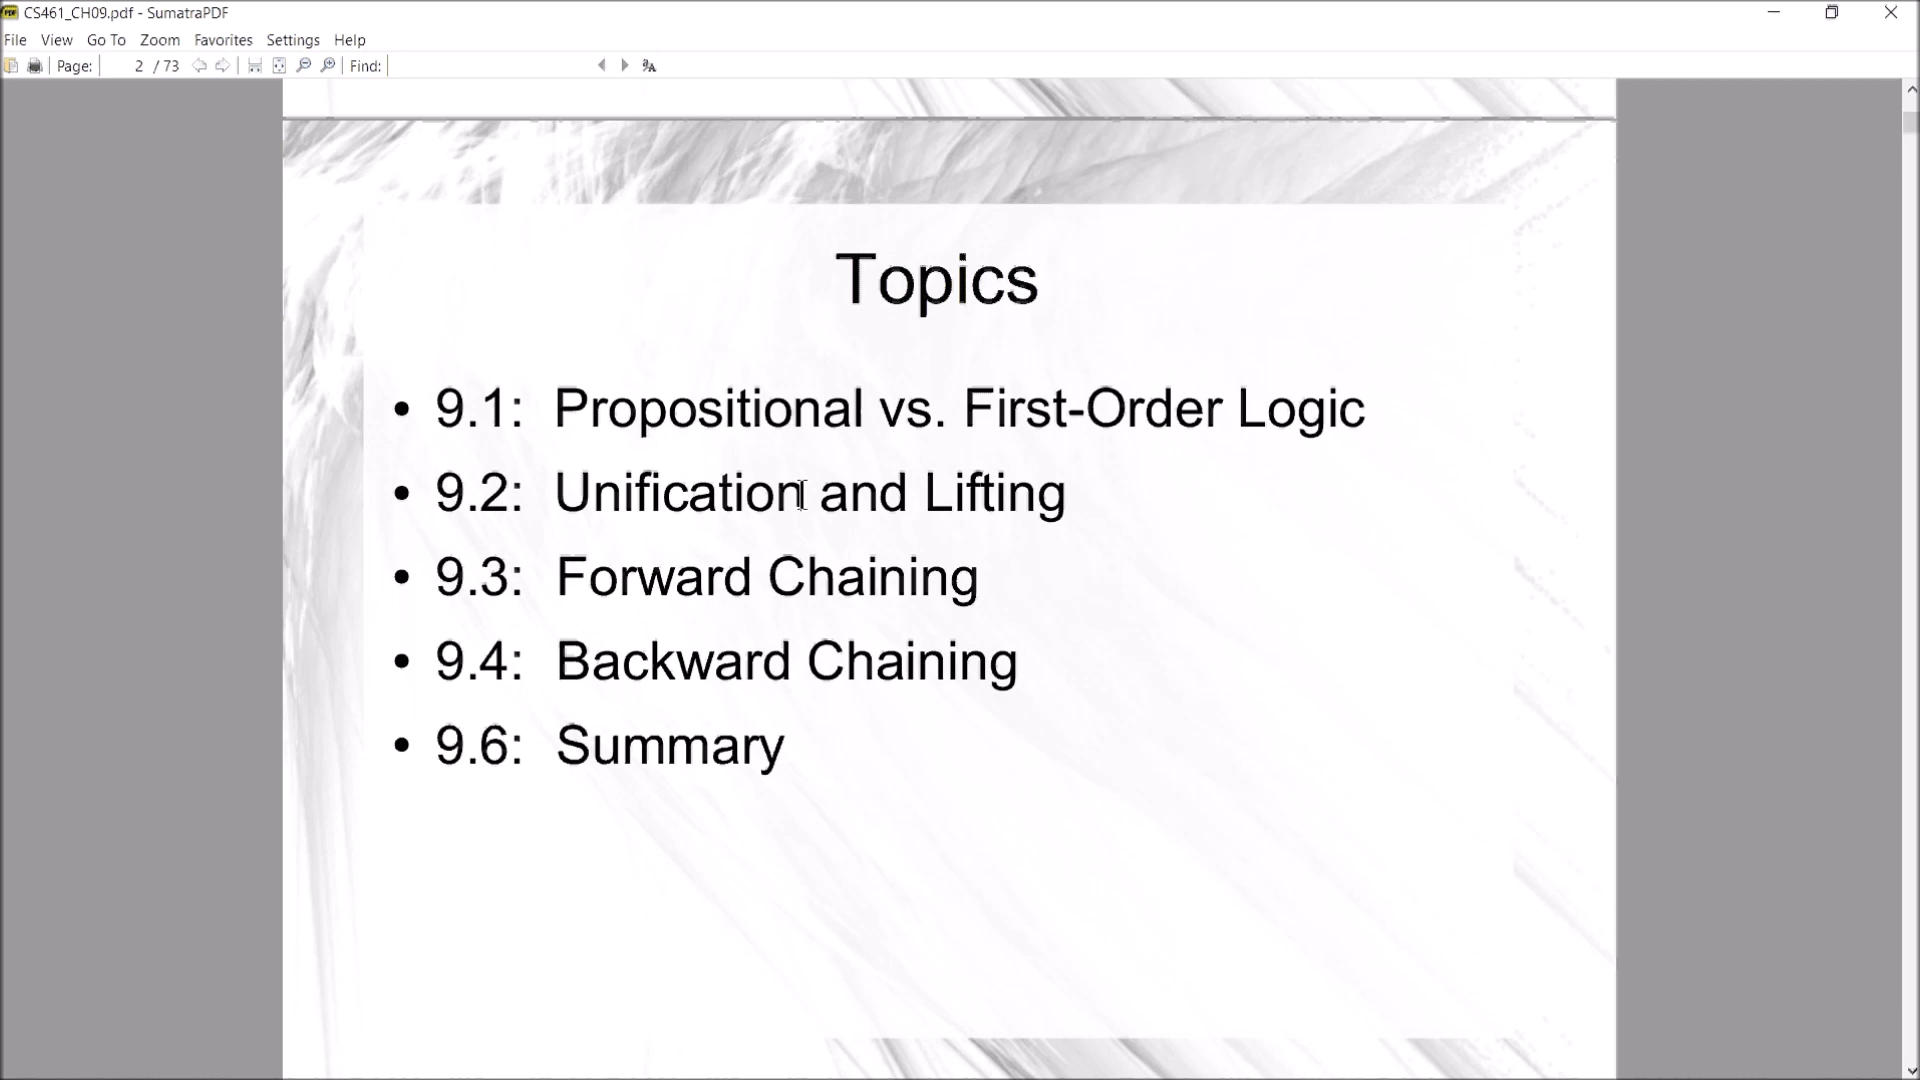 CS461_CH09.pdf - SumatraPDF
File View Go To Zoom Favorites Settings Help
Page: 2 / 73 Find:
Topics
• 9.1: Propositional vs. First-Order Logic
• 9.2: Unification and Lifting
• 9.3: Forward Chaining
• 9.4: Backward Chaining
• 9.6: Summary